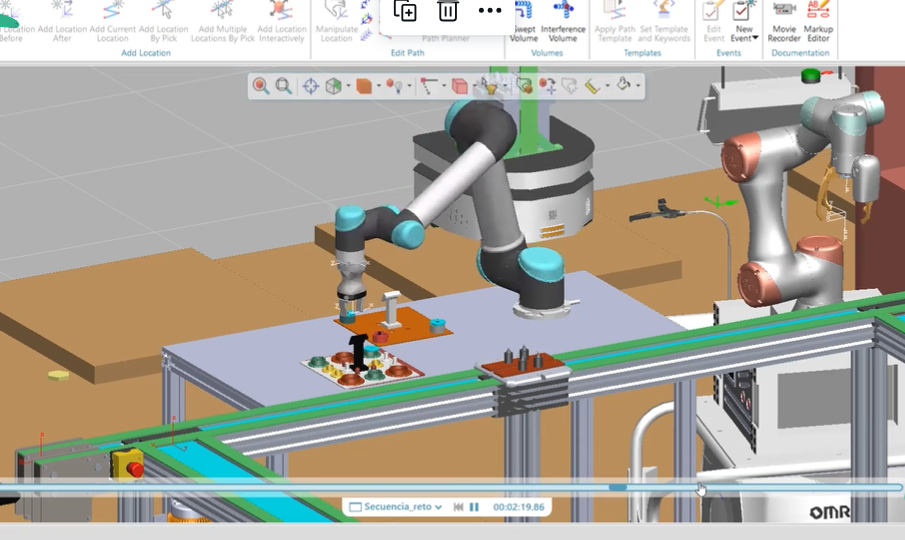 Location Before
Add Location After
Add Current Location
Add Location By Pick
Add Multiple Locations By Pick
Add Location Interactively
Manipulate Location
Path Planner
Swept Volume
Interference Volume
Apply Path Template
Set Template and Keywords
Edit Event
New Event
Movie Recorder
Markup Editor
Add Location
Edit Path
Volumes
Templates
Events
Documentation
OMR
Secuencia_reto
00:02:19.86